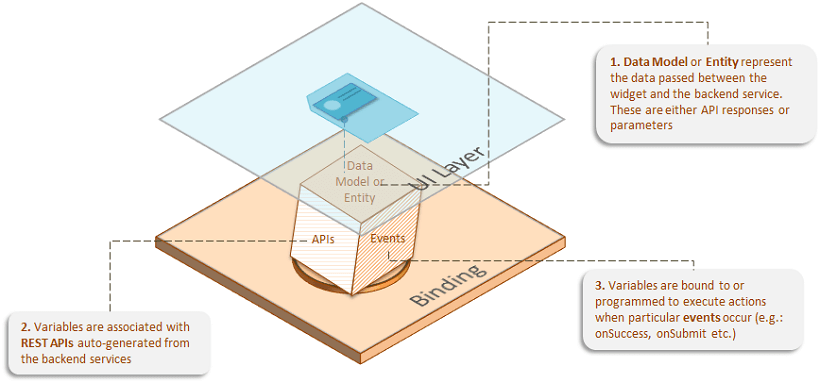 1. Data Model or Entity represent
the data passed between the
widget and the backend service.
These are either API responses or
parameters
UI Layer
Data
Model or
Entity
APIs
Events
Binding
2. Variables are associated with
REST APIs auto-generated from
the backend services
3. Variables are bound to or
programmed to execute actions
when particular events occur (e.g.:
onSuccess, onSubmit etc.)